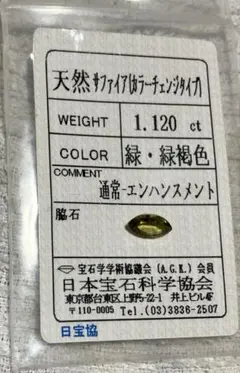 天然 サファイア(カラーチェンジタイプ)
WEIGHT 1.120 ct
COLOR 緑・緑褐色
COMMENT
通常-エンハンスメント
脇石
宝石学学術協議会(A.G.K.)会員
日本宝石科学協会
東京都台東区上野5-22-1 井上ビル4F
〒110-0005 Tel.(03)3836-2507
日宝協